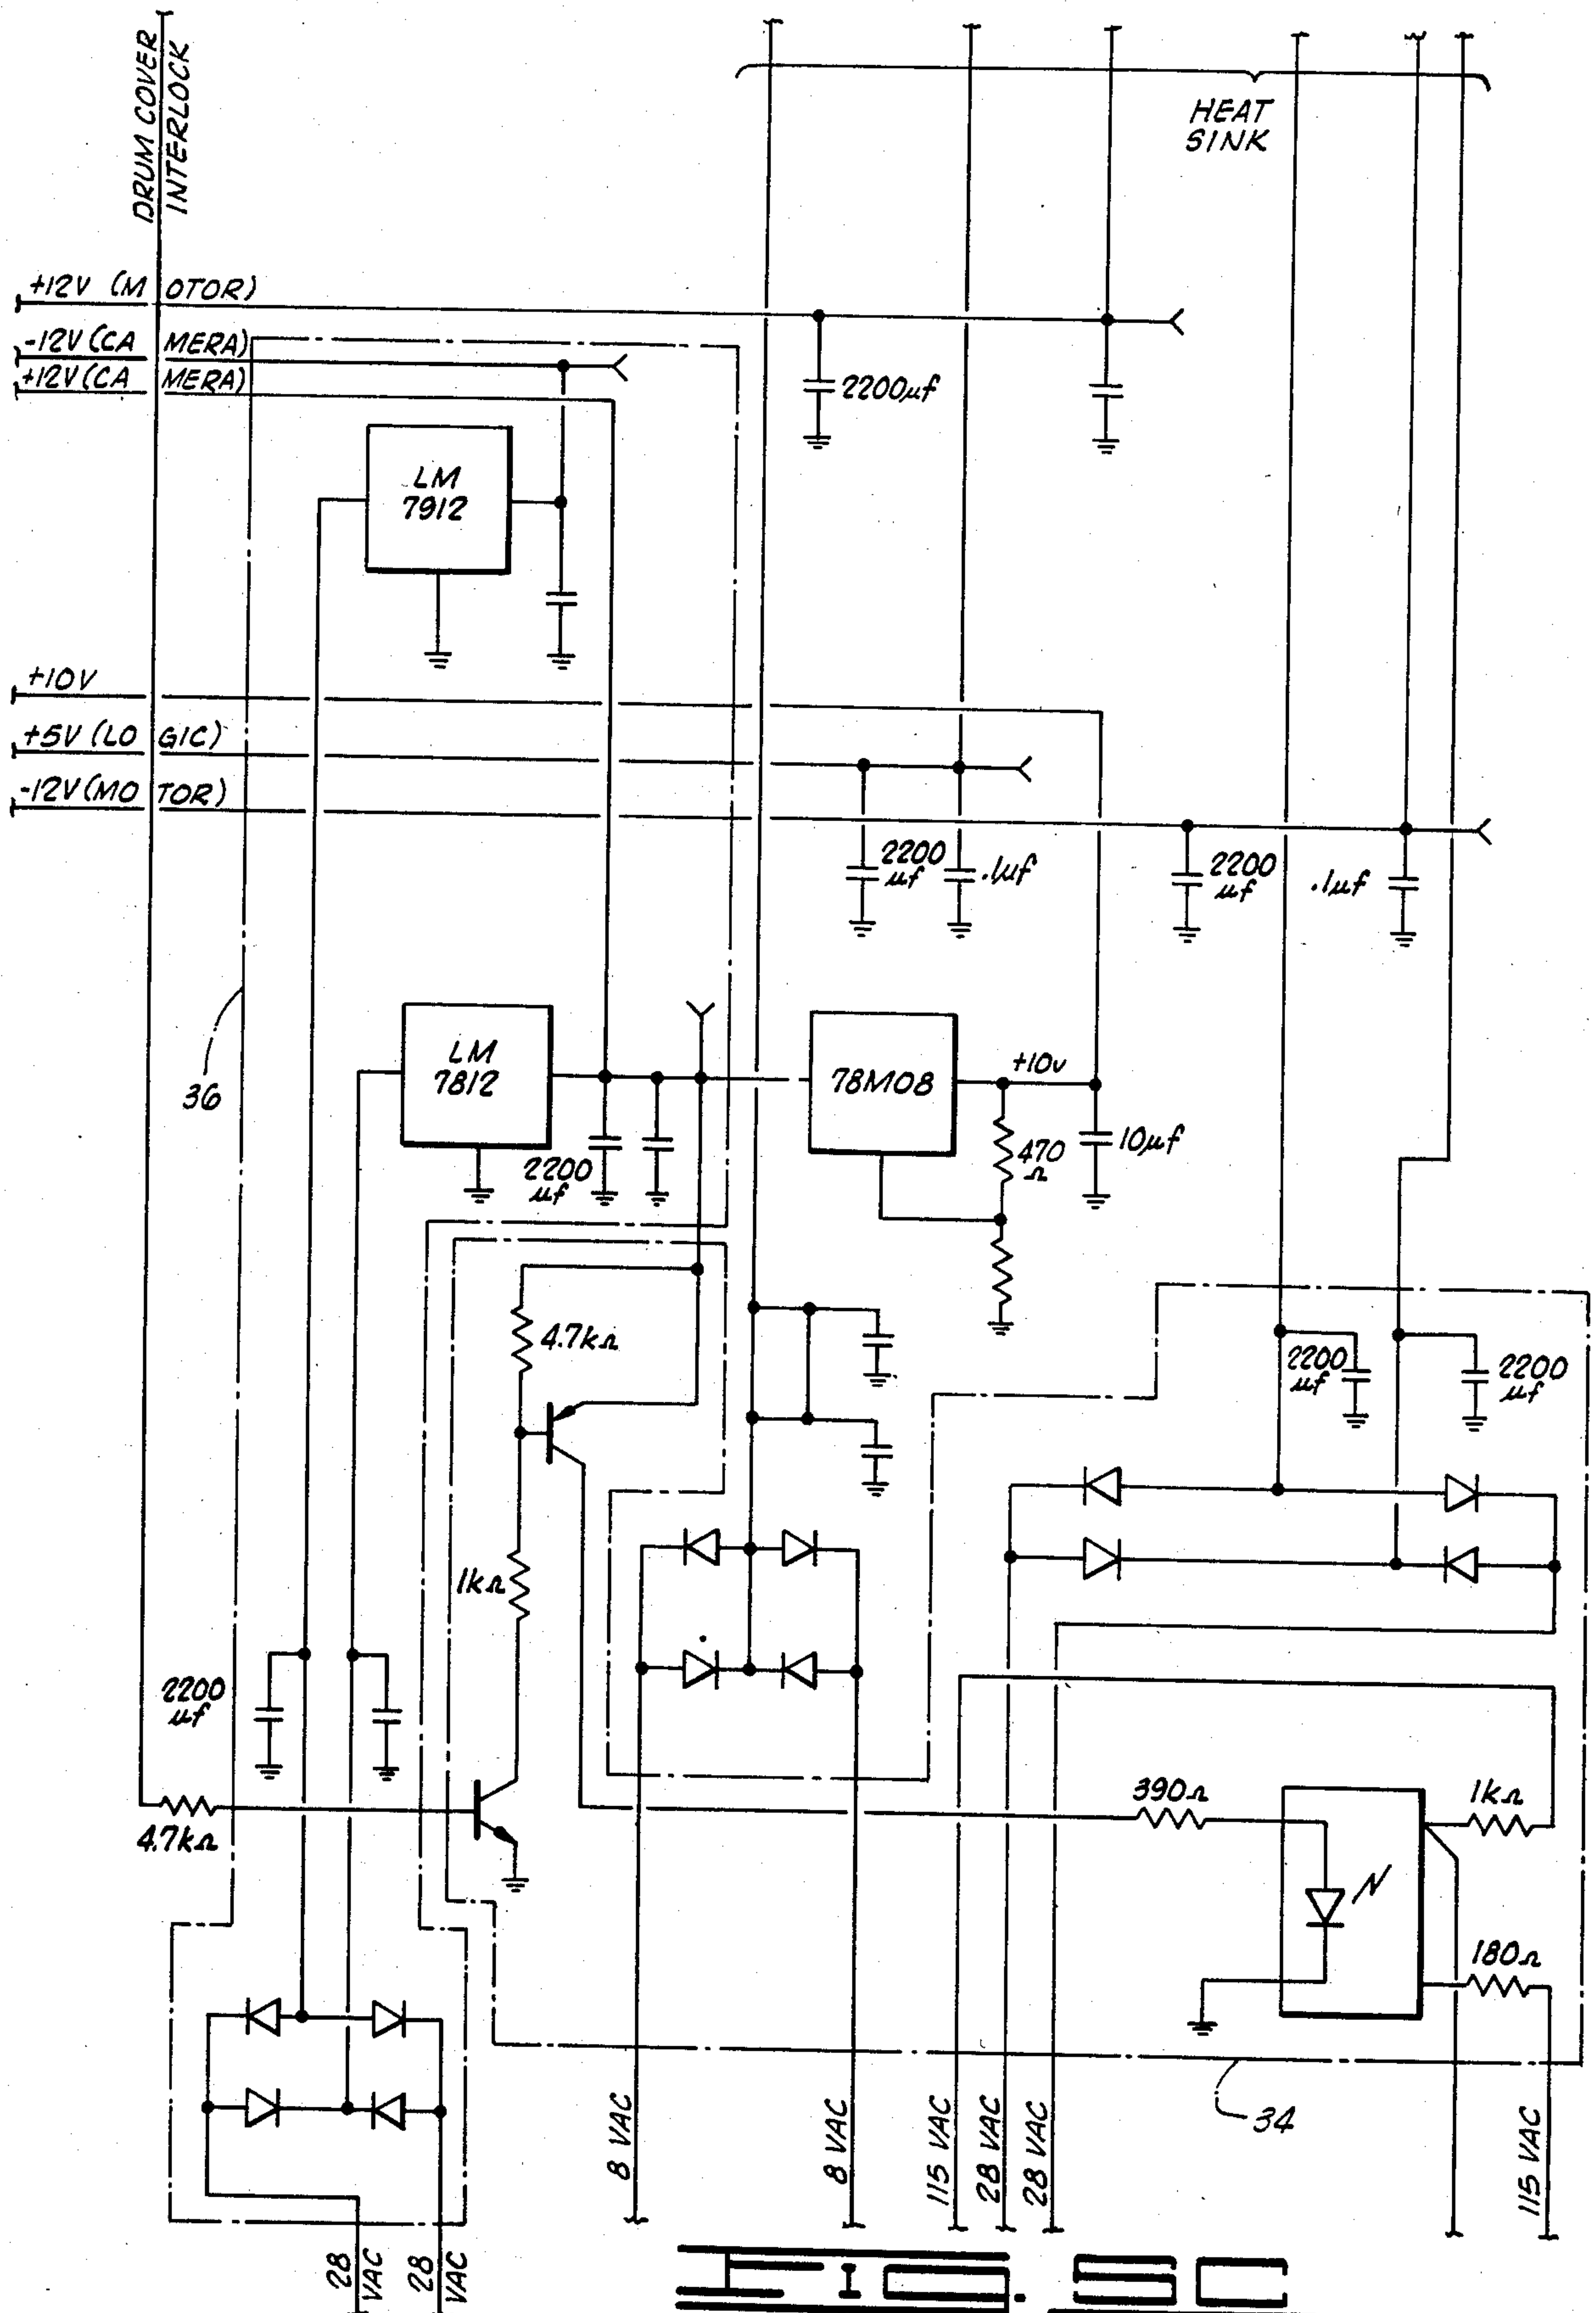 DRUM COVER
INTERLOCK
HEAT
SINK
+12V (MOTOR)
-12V (CAMERA)
+12V (CAMERA)
2200µf
LM
7912
+10V
+5V (LOGIC)
-12V (MOTOR)
2200
µf
.1µf
2200
µf
.1µf
36
LM
7812
2200
µf
78M08
+10v
470
Ω
10µf
4.7kΩ
2200
µf
2200
µf
1kΩ
2200
µf
4.7kΩ
390Ω
1kΩ
180Ω
34
8 VAC
8 VAC
115 VAC
28 VAC
28 VAC
115 VAC
28
VAC
28
VAC
FIG. 5C